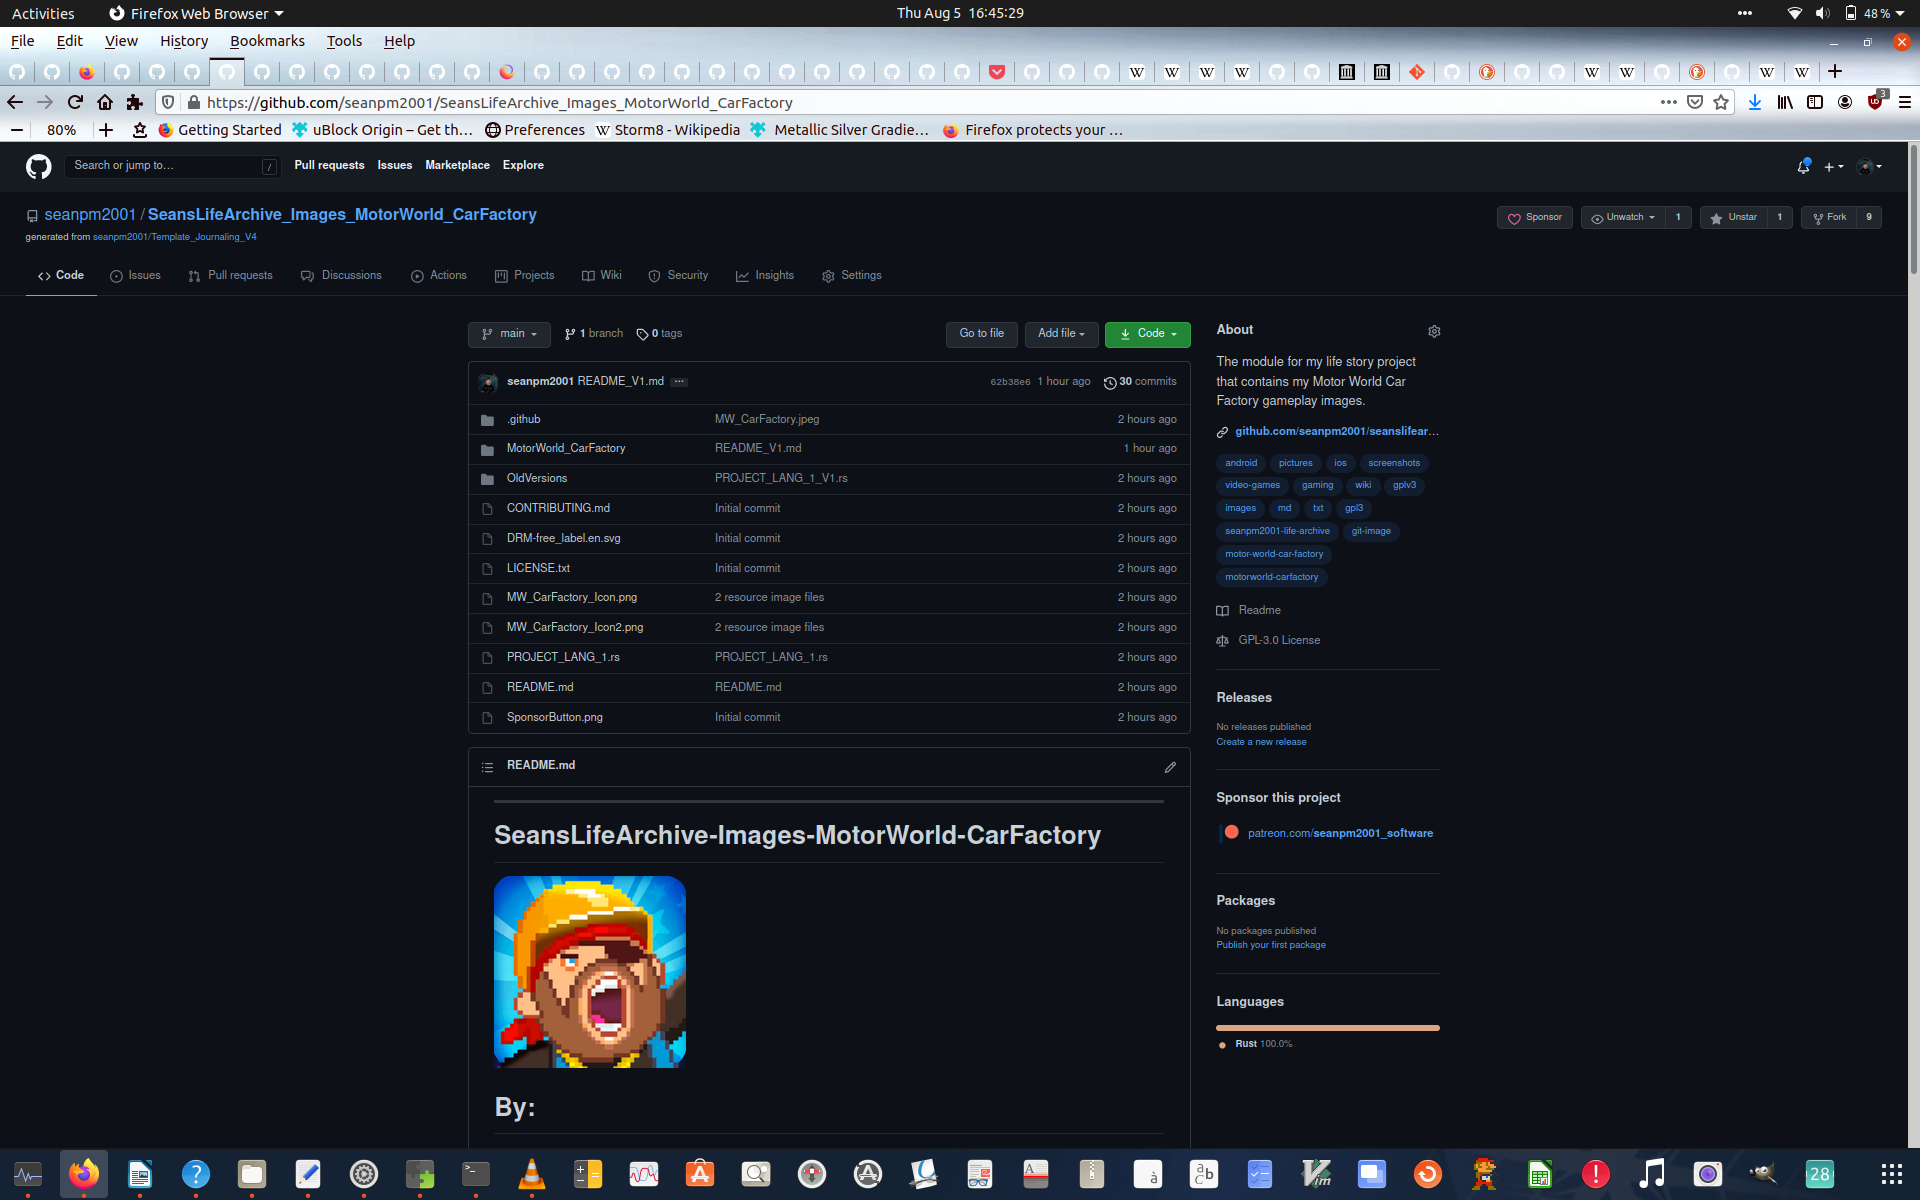 Activities Firefox Web Browser Thu Aug 5 16:45:29 48 %
File Edit View History Bookmarks Tools Help
https://github.com/seanpm2001/SeansLifeArchive_Images_MotorWorld_CarFactory 3
80% Getting Started uBlock Origin – Get th… Preferences Storm8 - Wikipedia Metallic Silver Gradie… Firefox protects your …
Search or jump to… / Pull requests Issues Marketplace Explore
seanpm2001 / SeansLifeArchive_Images_MotorWorld_CarFactory Sponsor Unwatch 1 Unstar 1 Fork 9
generated from seanpm2001/Template_Journaling_V4
Code Issues Pull requests Discussions Actions Projects Wiki Security Insights Settings
main 1 branch 0 tags Go to file Add file Code
seanpm2001 README_V1.md 62b38e6 1 hour ago 30 commits
.github MW_CarFactory.jpeg 2 hours ago
MotorWorld_CarFactory README_V1.md 1 hour ago
OldVersions PROJECT_LANG_1_V1.rs 2 hours ago
CONTRIBUTING.md Initial commit 2 hours ago
DRM-free_label.en.svg Initial commit 2 hours ago
LICENSE.txt Initial commit 2 hours ago
MW_CarFactory_Icon.png 2 resource image files 2 hours ago
MW_CarFactory_Icon2.png 2 resource image files 2 hours ago
PROJECT_LANG_1.rs PROJECT_LANG_1.rs 2 hours ago
README.md README.md 2 hours ago
SponsorButton.png Initial commit 2 hours ago
README.md
SeansLifeArchive-Images-MotorWorld-CarFactory
By:
About
The module for my life story project
that contains my Motor World Car
Factory gameplay images.
github.com/seanpm2001/seanslifear…
android pictures ios screenshots
video-games gaming wiki gplv3
images md txt gpl3
seanpm2001-life-archive git-image
motor-world-car-factory
motorworld-carfactory
Readme
GPL-3.0 License
Releases
No releases published
Create a new release
Sponsor this project
patreon.com/seanpm2001_software
Packages
No packages published
Publish your first package
Languages
Rust 100.0%
28